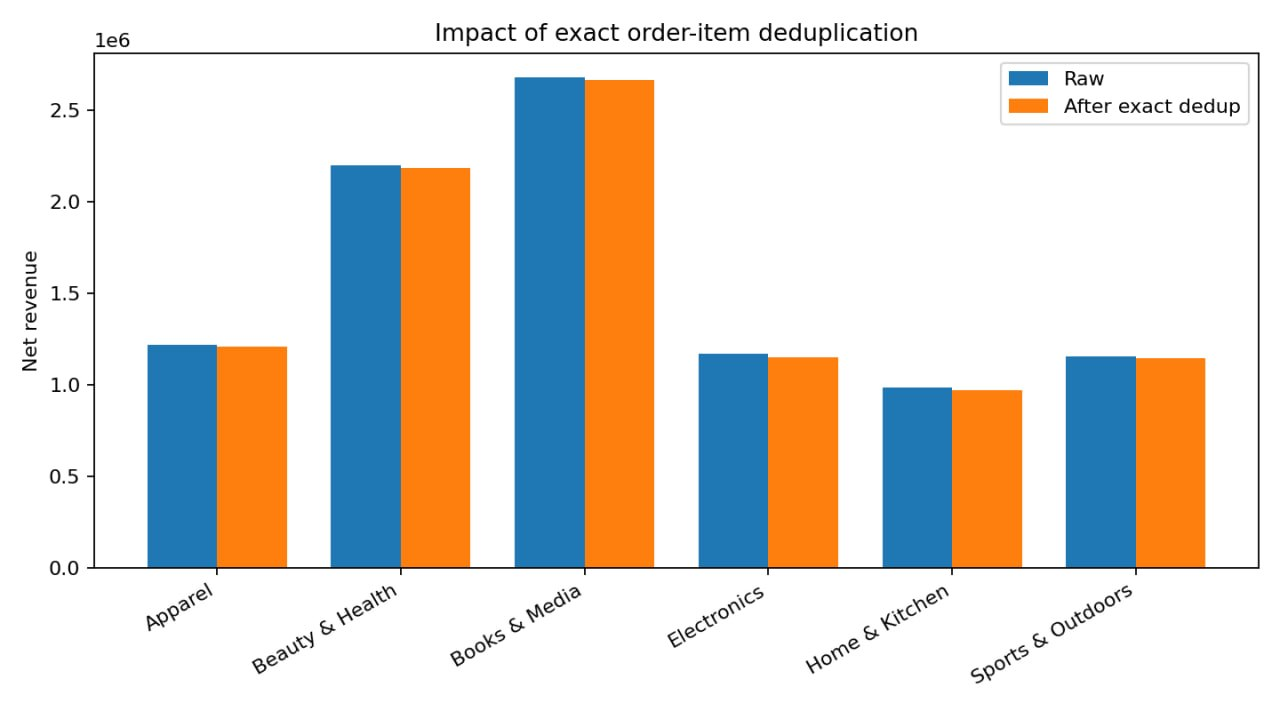 Impact of exact order-item deduplication
1e6
Raw
After exact dedup
Net revenue
2.5
2.0
1.5
1.0
0.5
0.0
Apparel
Beauty & Health
Books & Media
Electronics
Home & Kitchen
Sports & Outdoors